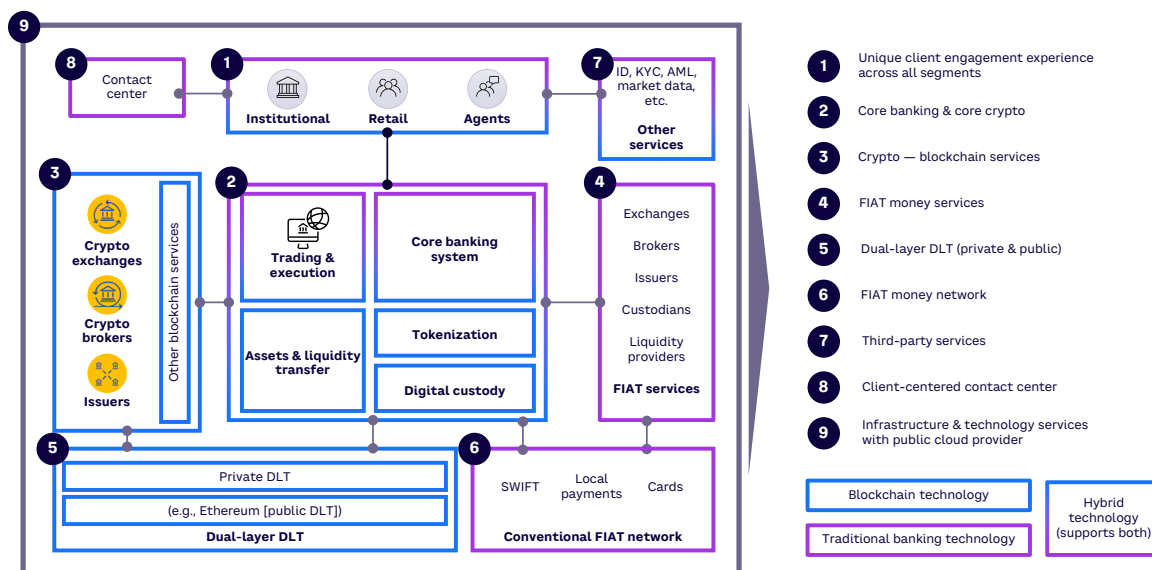 9
8
Contact
center
1
Institutional
Retail
Agents
7
ID, KYC, AML,
market data,
etc.
Other
services
3
Crypto
exchanges
Crypto
brokers
Issuers
Other blockchain services
2
Trading &
execution
Core banking
system
Assets & liquidity
transfer
Tokenization
Digital custody
4
Exchanges
Brokers
Issuers
Custodians
Liquidity
providers
FIAT services
5
Private DLT
(e.g., Ethereum [public DLT])
Dual-layer DLT
6
SWIFT
Local
payments
Cards
Conventional FIAT network
1
Unique client engagement experience
across all segments
2
Core banking & core crypto
3
Crypto — blockchain services
4
FIAT money services
5
Dual-layer DLT (private & public)
6
FIAT money network
7
Third-party services
8
Client-centered contact center
9
Infrastructure & technology services
with public cloud provider
Blockchain technology
Traditional banking technology
Hybrid
technology
(supports both)